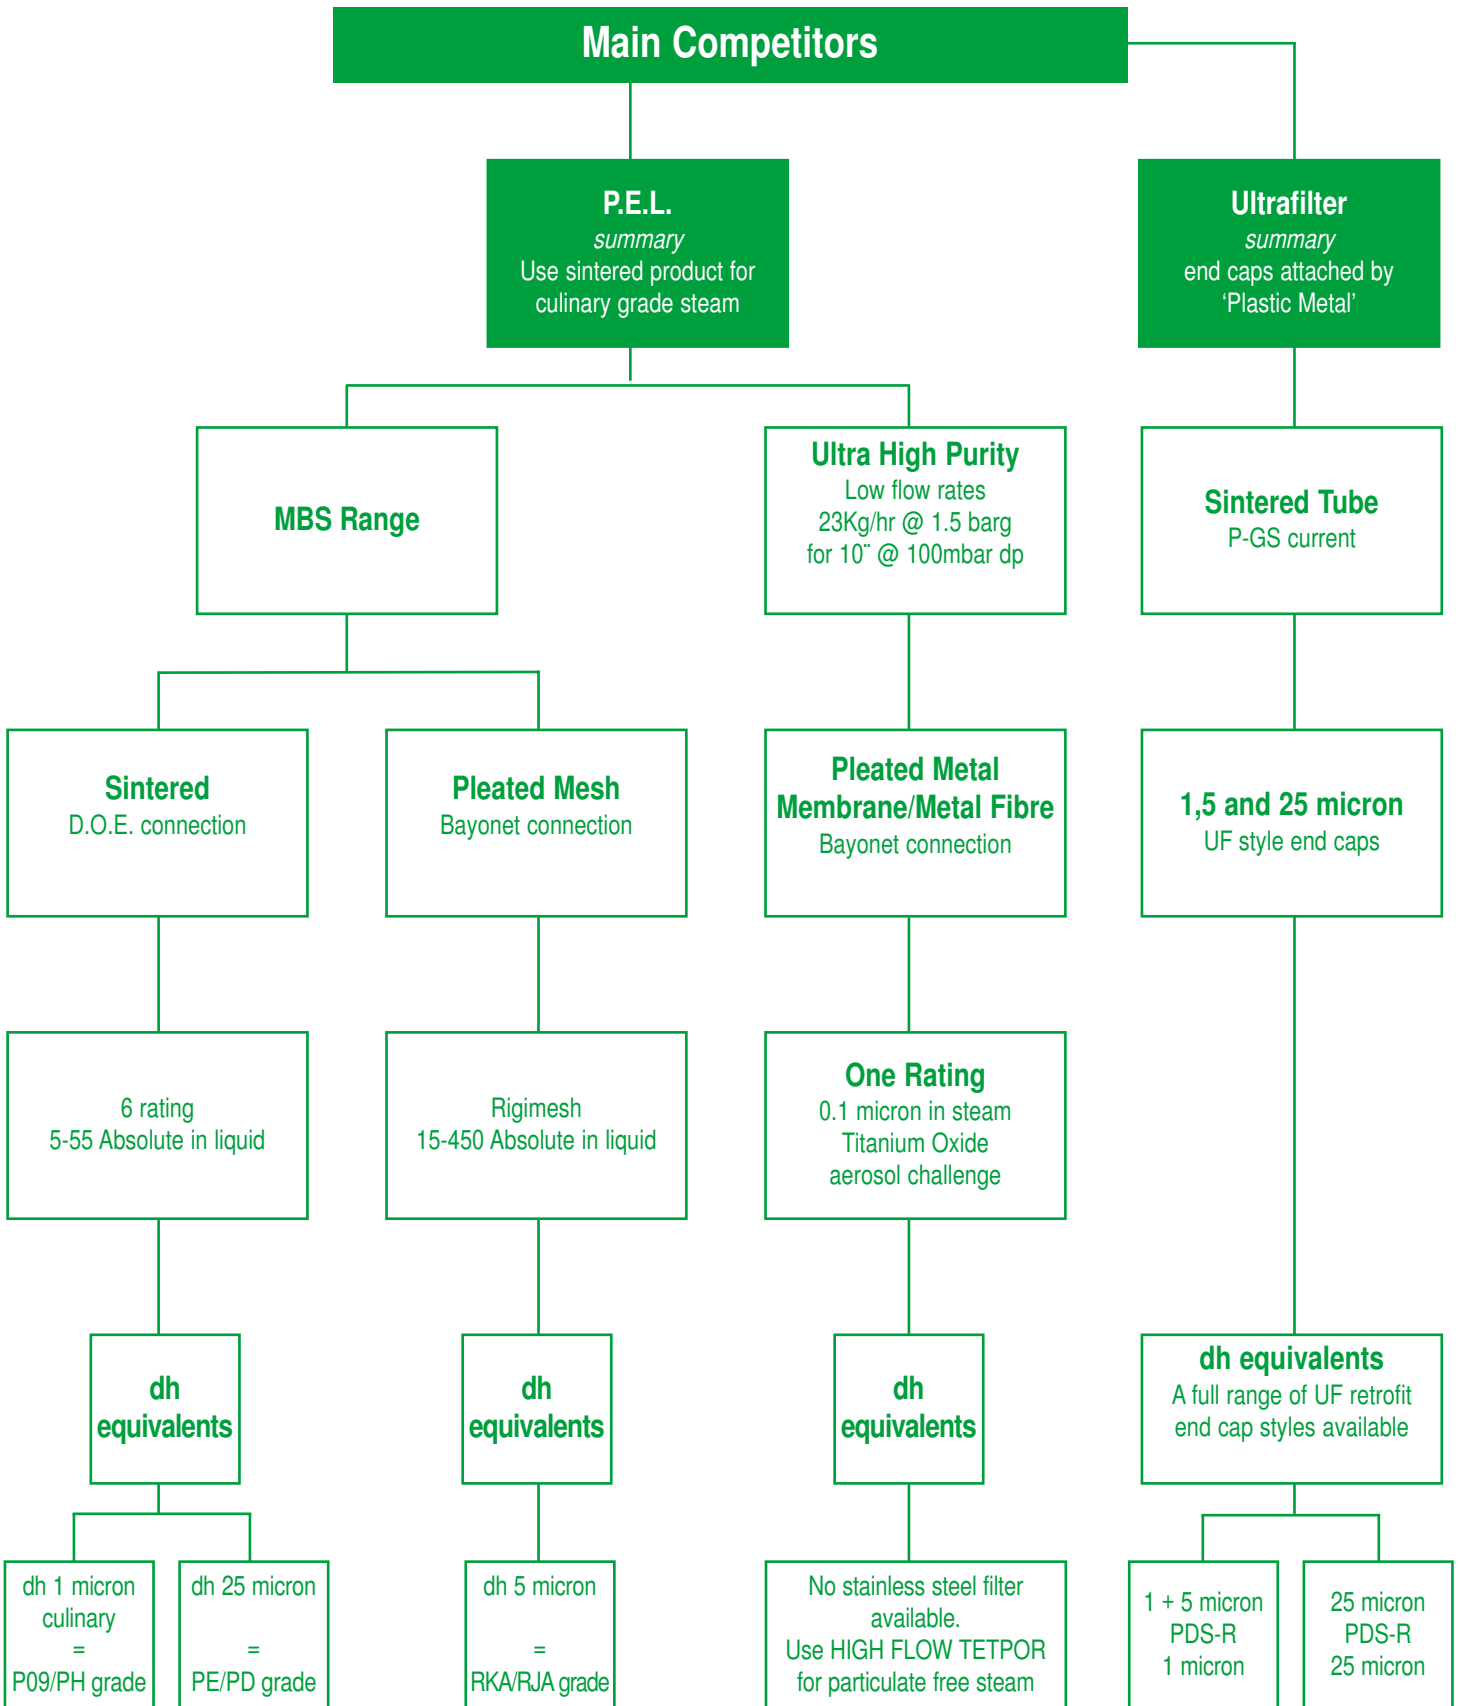 Main Competitors
P.E.L.
summary
Use sintered product for
culinary grade steam
Ultrafilter
summary
end caps attached by
‘Plastic Metal’
MBS Range
Ultra High Purity
Low flow rates
23Kg/hr @ 1.5 barg
for 10¨ @ 100mbar dp
Sintered Tube
P-GS current
Sintered
D.O.E. connection
Pleated Mesh
Bayonet connection
Pleated Metal
Membrane/Metal Fibre
Bayonet connection
1,5 and 25 micron
UF style end caps
6 rating
5-55 Absolute in liquid
Rigimesh
15-450 Absolute in liquid
One Rating
0.1 micron in steam
Titanium Oxide
aerosol challenge
dh
equivalents
dh
equivalents
dh
equivalents
dh equivalents
A full range of UF retrofit
end cap styles available
dh 1 micron
culinary
=
P09/PH grade
dh 25 micron
=
PE/PD grade
dh 5 micron
=
RKA/RJA grade
No stainless steel filter
available.
Use HIGH FLOW TETPOR
for particulate free steam
1 + 5 micron
PDS-R
1 micron
25 micron
PDS-R
25 micron